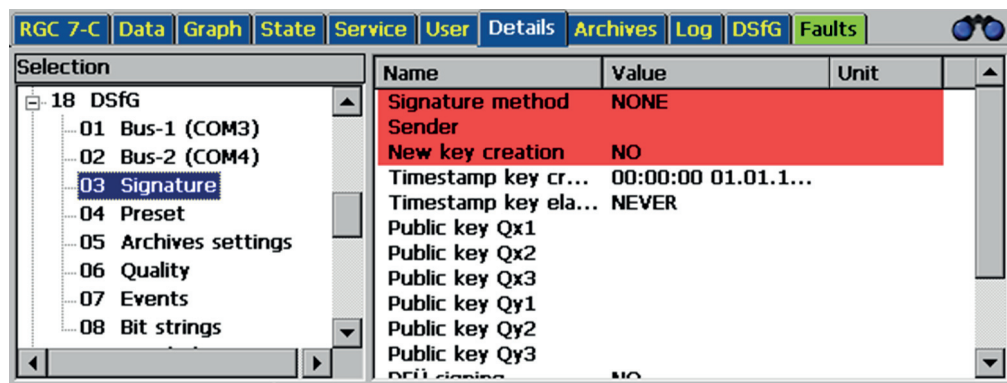 RGC 7-C Data Graph State Service User Details Archives Log DSfG Faults
Selection
18 DSfG
01 Bus-1 (COM3)
02 Bus-2 (COM4)
03 Signature
04 Preset
05 Archives settings
06 Quality
07 Events
08 Bit strings
Name Value Unit
Signature method NONE
Sender
New key creation NO
Timestamp key cr... 00:00:00 01.01.1...
Timestamp key ela... NEVER
Public key Qx1
Public key Qx2
Public key Qx3
Public key Qy1
Public key Qy2
Public key Qy3
DFÜ signing NO